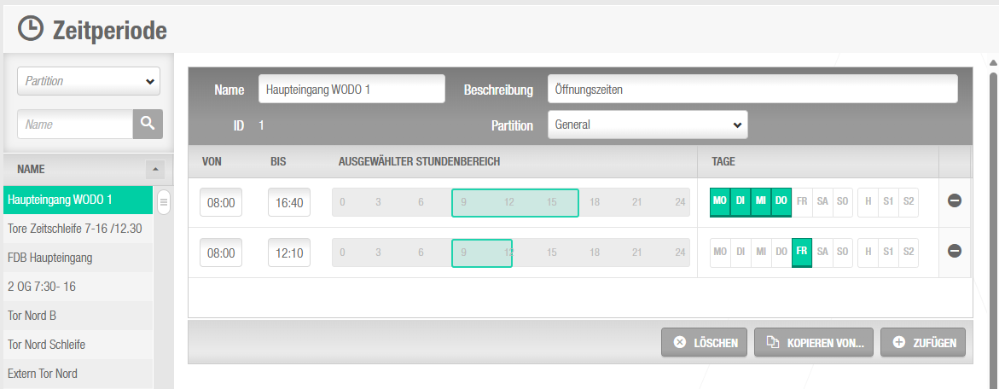 Zeitperiode
Partition
Name
NAME
Haupteingang WODO 1
Tore Zeitschleife 7-16 /12.30
FDB Haupteingang
2 OG 7:30- 16
Tor Nord B
Tor Nord Schleife
Extern Tor Nord
Name Haupteingang WODO 1 Beschreibung Öffnungszeiten
ID 1 Partition General
VON BIS AUSGEWÄHLTER STUNDENBEREICH TAGE
08:00 16:40 0 3 6 9 12 15 18 21 24 MO DI MI DO FR SA SO H S1 S2
08:00 12:10 0 3 6 9 12 15 18 21 24 MO DI MI DO FR SA SO H S1 S2
LÖSCHEN KOPIEREN VON... ZUFÜGEN